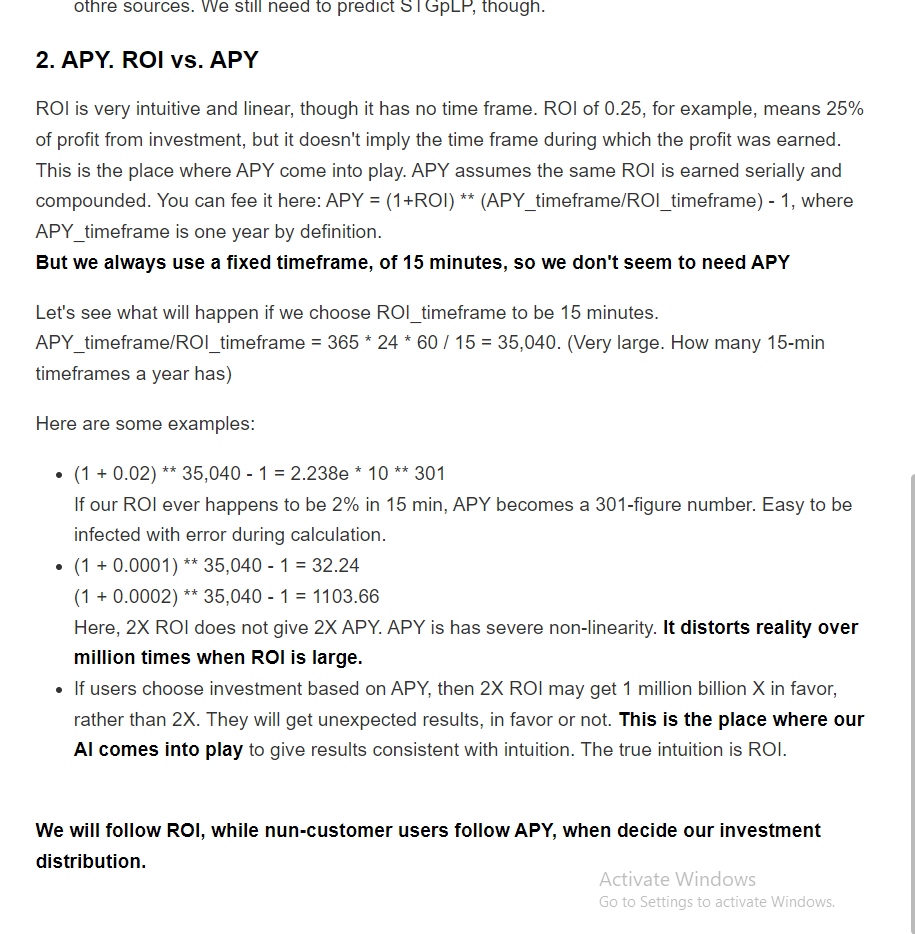 othre sources. We still need to predict STGpLP, though.
2. APY. ROI vs. APY
ROI is very intuitive and linear, though it has no time frame. ROI of 0.25, for example, means 25%
of profit from investment, but it doesn't imply the time frame during which the profit was earned.
This is the place where APY come into play. APY assumes the same ROI is earned serially and
compounded. You can fee it here: APY = (1+ROI) ** (APY_timeframe/ROI_timeframe) - 1, where
APY_timeframe is one year by definition.
But we always use a fixed timeframe, of 15 minutes, so we don't seem to need APY
Let's see what will happen if we choose ROI_timeframe to be 15 minutes.
APY_timeframe/ROI_timeframe = 365 * 24 * 60 / 15 = 35,040. (Very large. How many 15-min
timeframes a year has)
Here are some examples:
• (1 + 0.02) ** 35,040 - 1 = 2.238e * 10 ** 301
If our ROI ever happens to be 2% in 15 min, APY becomes a 301-figure number. Easy to be
infected with error during calculation.
• (1 + 0.0001) ** 35,040 - 1 = 32.24
(1 + 0.0002) ** 35,040 - 1 = 1103.66
Here, 2X ROI does not give 2X APY. APY is has severe non-linearity. It distorts reality over
million times when ROI is large.
• If users choose investment based on APY, then 2X ROI may get 1 million billion X in favor,
rather than 2X. They will get unexpected results, in favor or not. This is the place where our
AI comes into play to give results consistent with intuition. The true intuition is ROI.
We will follow ROI, while nun-customer users follow APY, when decide our investment
distribution.
Activate Windows
Go to Settings to activate Windows.